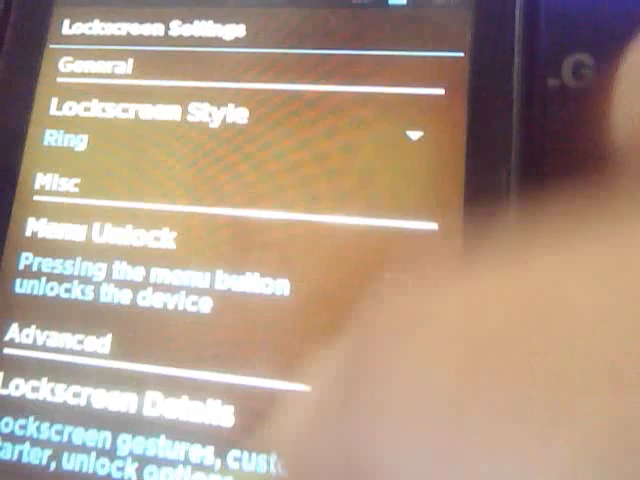 Lockscreen Settings
General
Lockscreen Style
Ring
Misc
Menu Unlock
Pressing the menu button
unlocks the device
Advanced
Lockscreen Details
ockscreen gestures, cust
arter, unlock options
.G